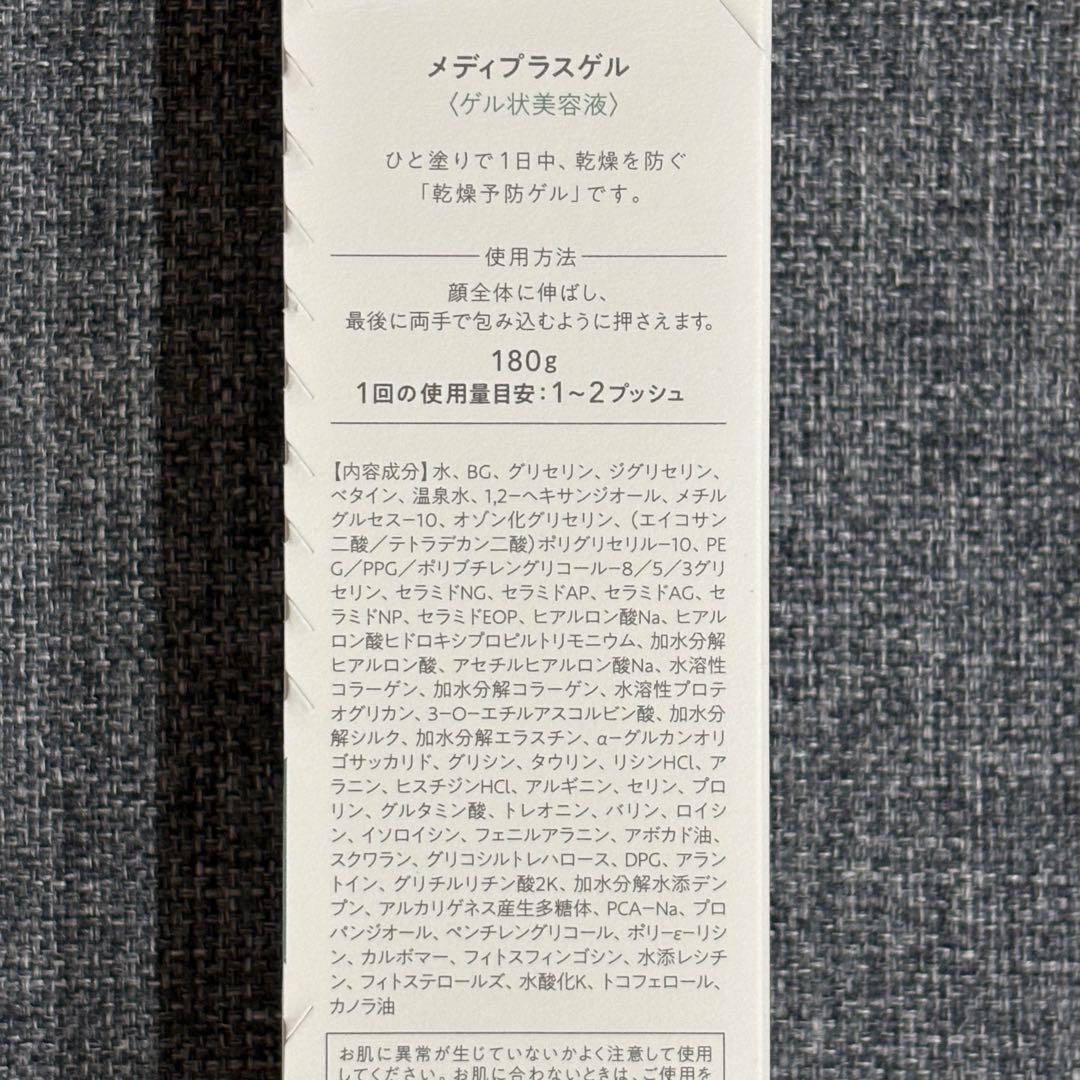 メディプラスゲル
〈ゲル状美容液〉
ひと塗りで1日中、乾燥を防ぐ
「乾燥予防ゲル」です。
使用方法
顔全体に伸ばし、
最後に両手で包み込むように押さえます。
180g
1回の使用量目安：1〜2プッシュ
【内容成分】水、BG、グリセリン、ジグリセリン、
ベタイン、温泉水、1,2−ヘキサンジオール、メチル
グルセス−10、オゾン化グリセリン、（エイコサン
二酸／テトラデカン二酸）ポリグリセリル−10、PE
G／PPG／ポリブチレングリコール−8／5／3グリ
セリン、セラミドNG、セラミドAP、セラミドAG、セ
ラミドNP、セラミドEOP、ヒアルロン酸Na、ヒアル
ロン酸ヒドロキシプロピルトリモニウム、加水分解
ヒアルロン酸、アセチルヒアルロン酸Na、水溶性
コラーゲン、加水分解コラーゲン、水溶性プロテ
オグリカン、3−O−エチルアスコルビン酸、加水分
解シルク、加水分解エラスチン、α−グルカンオリ
ゴサッカリド、グリシン、タウリン、リシンHCl、ア
ラニン、ヒスチジンHCl、アルギニン、セリン、プロ
リン、グルタミン酸、トレオニン、バリン、ロイシ
ン、イソロイシン、フェニルアラニン、アボカド油、
スクワラン、グリコシルトレハロース、DPG、アラン
トイン、グリチルリチン酸2K、加水分解水添デン
プン、アルカリゲネス産生多糖体、PCA−Na、プロ
パンジオール、ペンチレングリコール、ポリ−ε−リシ
ン、カルボマー、フィトスフィンゴシン、水添レシチ
ン、フィトステロールズ、水酸化K、トコフェロール、
カノラ油
お肌に異常が生じていないかよく注意して使用
してください。お肌に合わないときは、ご使用を